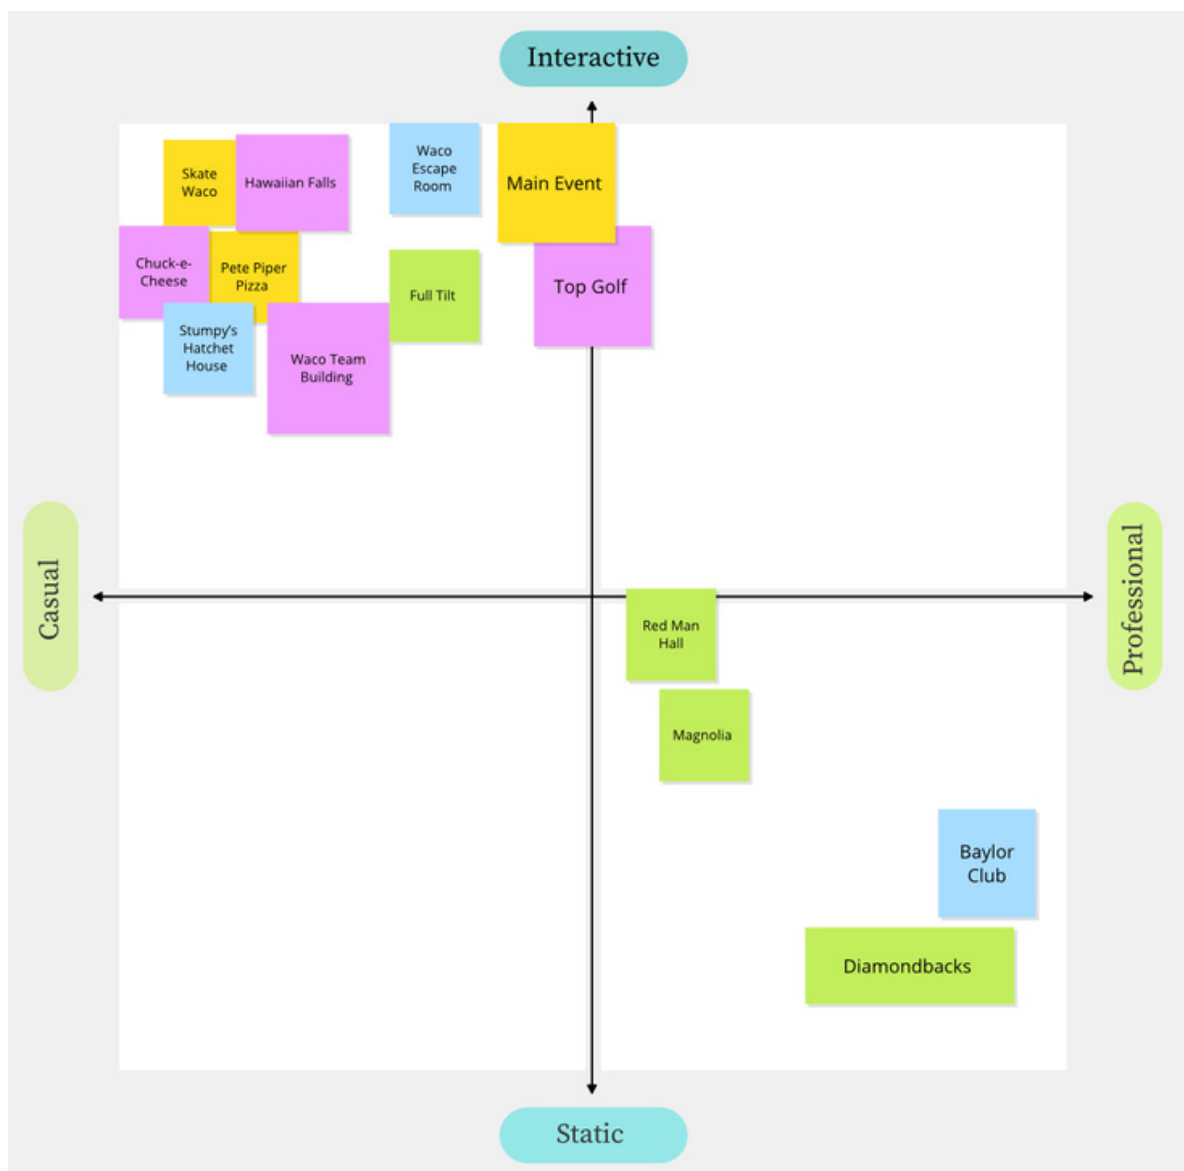 Interactive
Skate
Waco
Hawaiian Falls
Waco
Escape
Room
Main Event
Chuck-e-
Cheese
Pete Piper
Pizza
Full Tilt
Top Golf
Stumpy's
Hatchet
House
Waco Team
Building
Casual
Professional
Red Man
Hall
Magnolia
Baylor
Club
Diamondbacks
Static